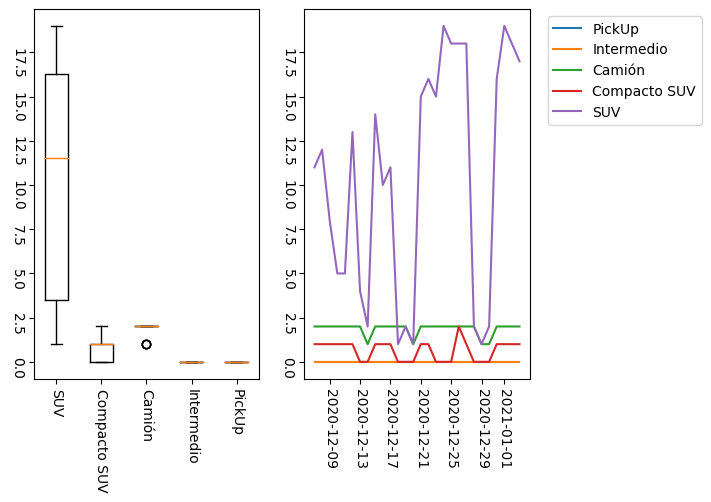 17.5
15.0
12.5
10.0
7.5
5.0
2.5
0.0
SUV
Compacto SUV
Camión
Intermedio
PickUp
17.5
15.0
12.5
10.0
7.5
5.0
2.5
0.0
2020-12-09
2020-12-13
2020-12-17
2020-12-21
2020-12-25
2020-12-29
2021-01-01
PickUp
Intermedio
Camión
Compacto SUV
SUV